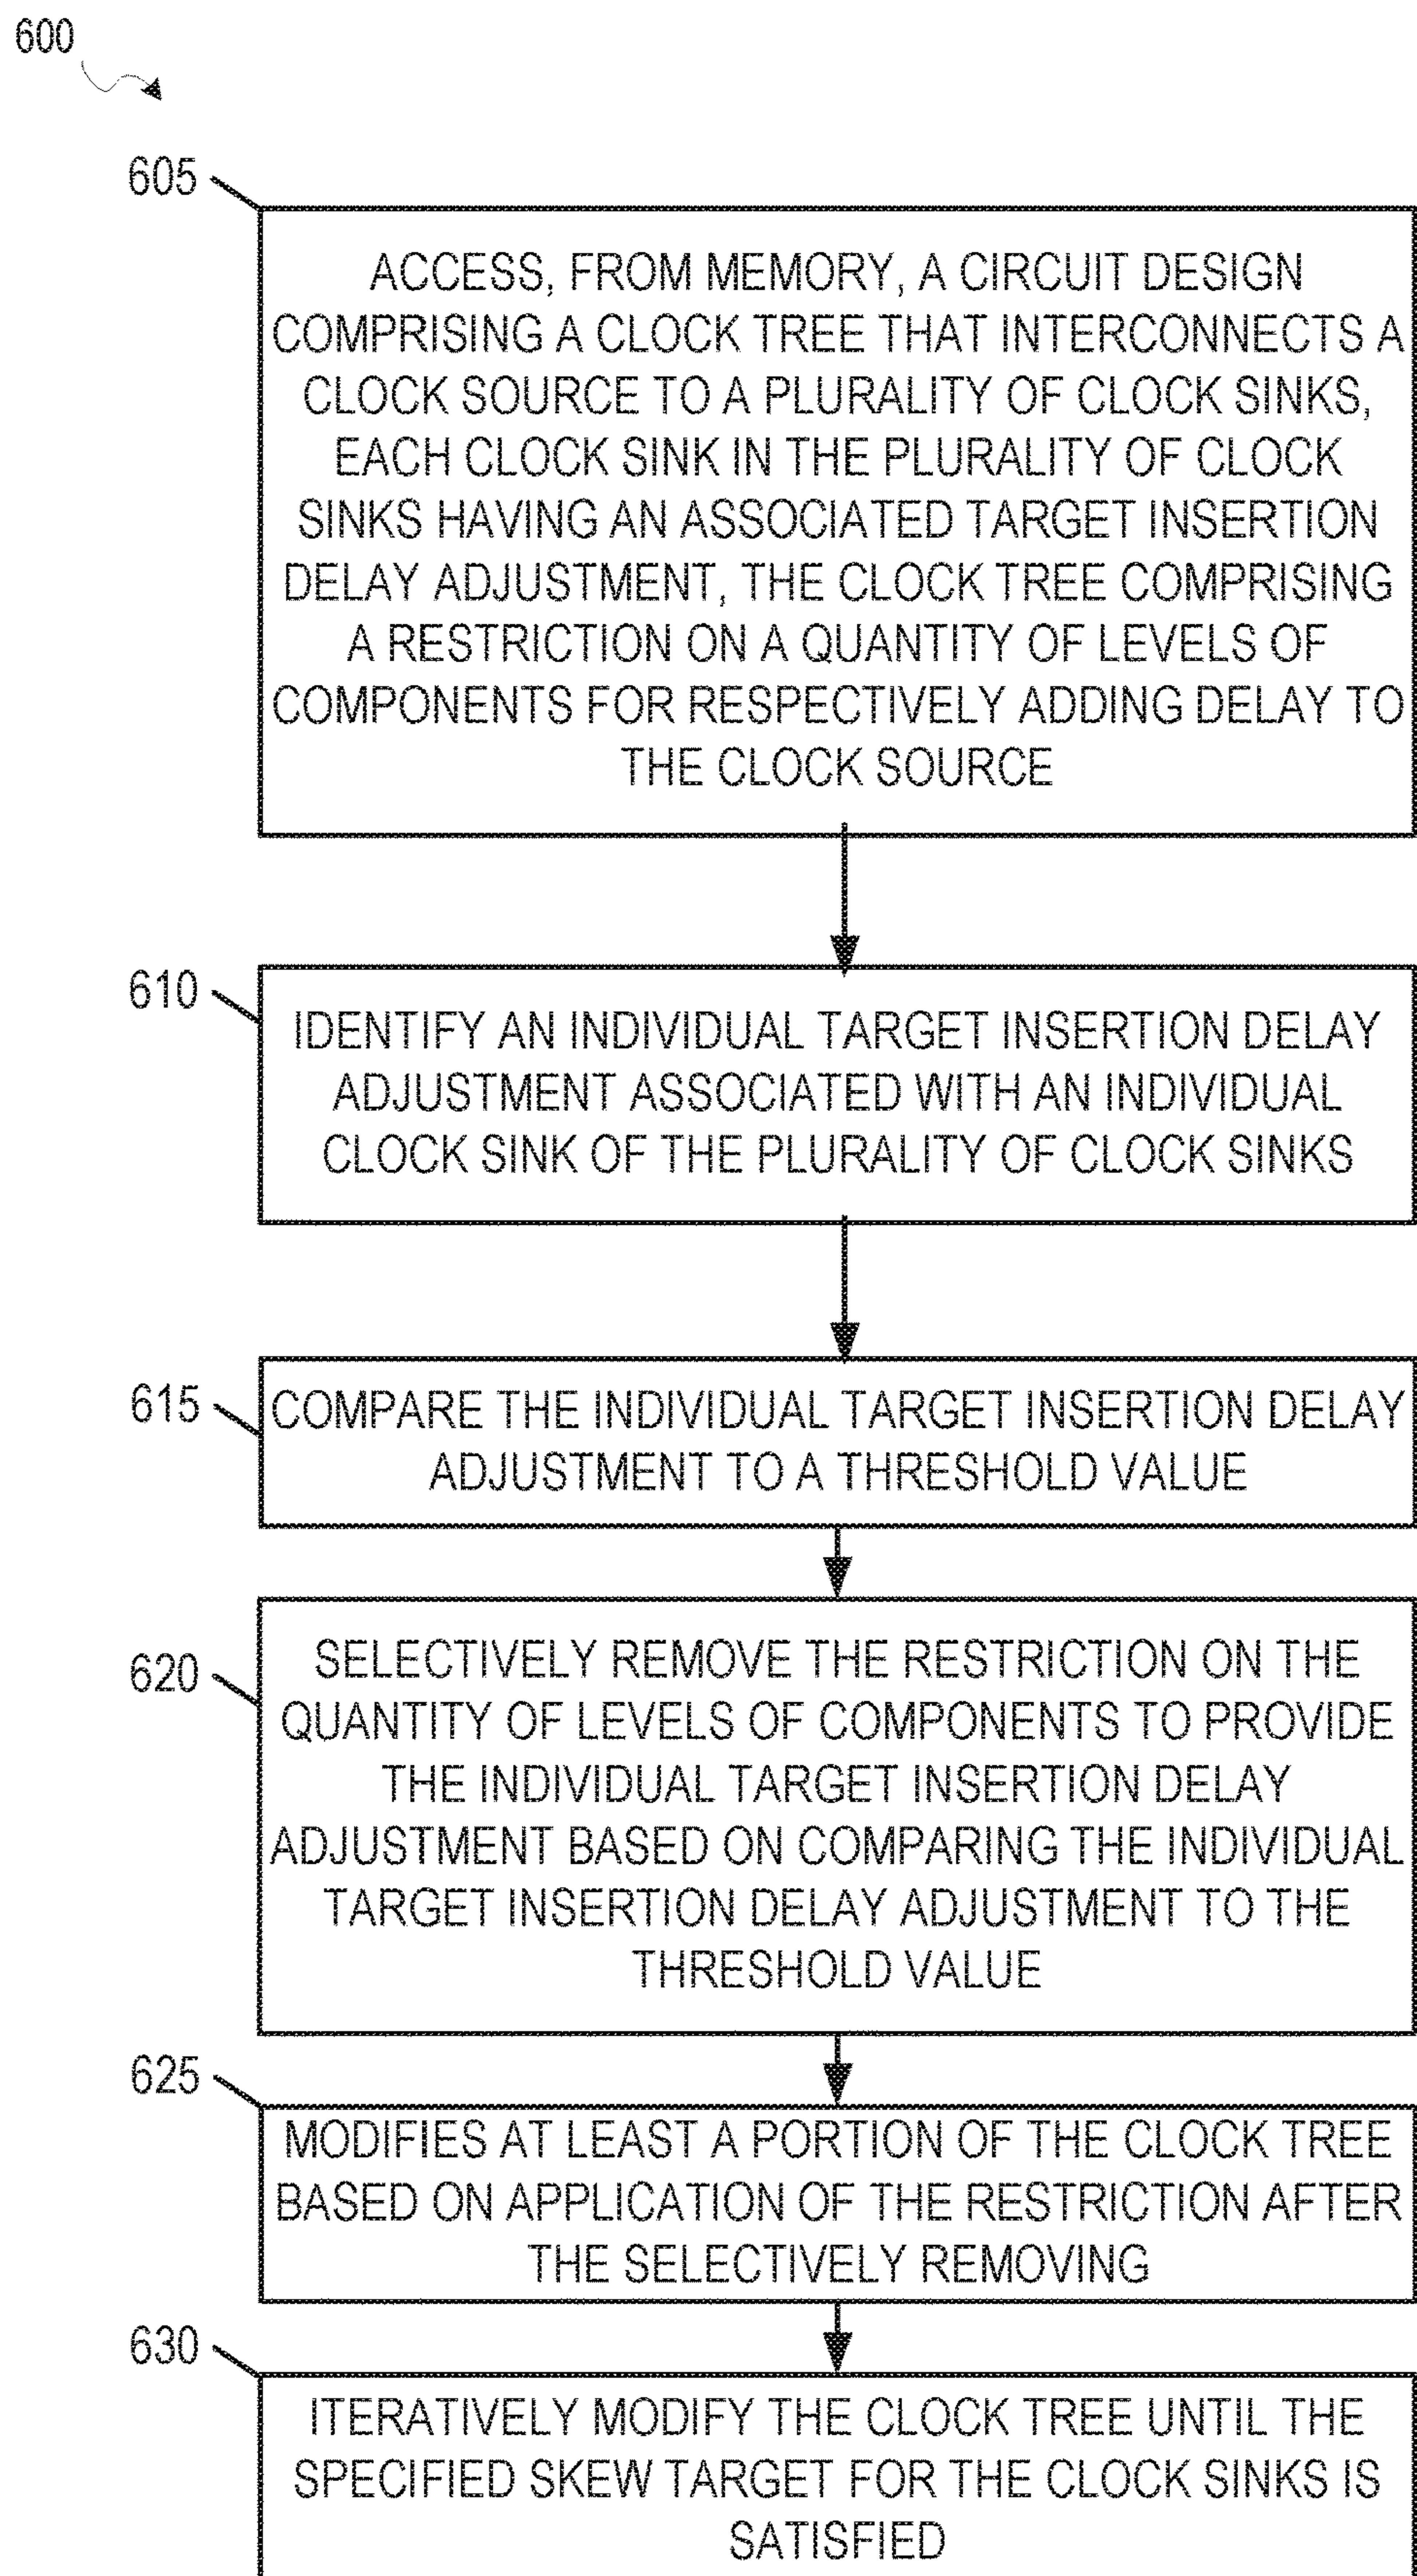 600
605
ACCESS, FROM MEMORY, A CIRCUIT DESIGN
COMPRISING A CLOCK TREE THAT INTERCONNECTS A
CLOCK SOURCE TO A PLURALITY OF CLOCK SINKS,
EACH CLOCK SINK IN THE PLURALITY OF CLOCK
SINKS HAVING AN ASSOCIATED TARGET INSERTION
DELAY ADJUSTMENT, THE CLOCK TREE COMPRISING
A RESTRICTION ON A QUANTITY OF LEVELS OF
COMPONENTS FOR RESPECTIVELY ADDING DELAY TO
THE CLOCK SOURCE
610
IDENTIFY AN INDIVIDUAL TARGET INSERTION DELAY
ADJUSTMENT ASSOCIATED WITH AN INDIVIDUAL
CLOCK SINK OF THE PLURALITY OF CLOCK SINKS
615
COMPARE THE INDIVIDUAL TARGET INSERTION DELAY
ADJUSTMENT TO A THRESHOLD VALUE
620
SELECTIVELY REMOVE THE RESTRICTION ON THE
QUANTITY OF LEVELS OF COMPONENTS TO PROVIDE
THE INDIVIDUAL TARGET INSERTION DELAY
ADJUSTMENT BASED ON COMPARING THE INDIVIDUAL
TARGET INSERTION DELAY ADJUSTMENT TO THE
THRESHOLD VALUE
625
MODIFIES AT LEAST A PORTION OF THE CLOCK TREE
BASED ON APPLICATION OF THE RESTRICTION AFTER
THE SELECTIVELY REMOVING
630
ITERATIVELY MODIFY THE CLOCK TREE UNTIL THE
SPECIFIED SKEW TARGET FOR THE CLOCK SINKS IS
SATISFIED